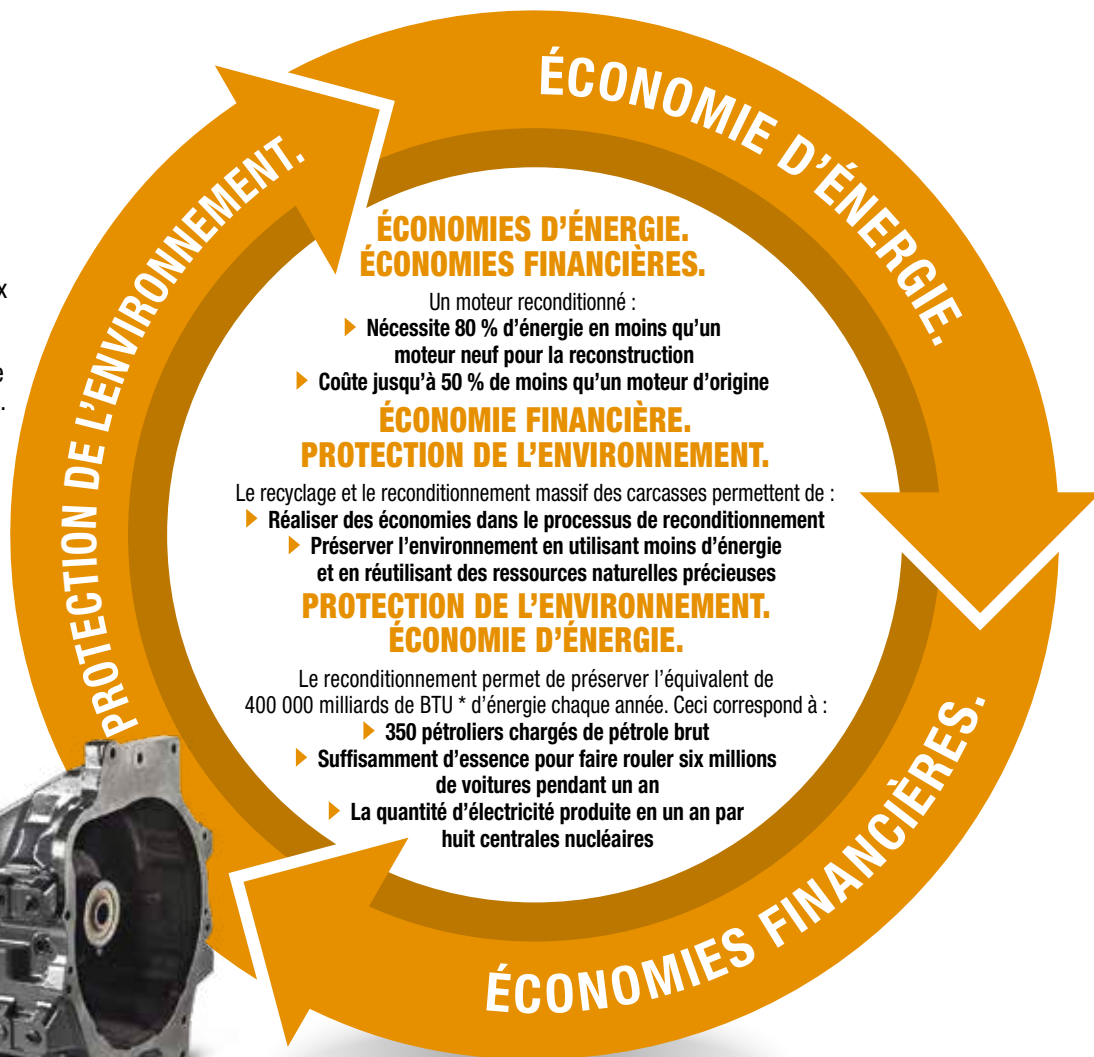 ÉCONOMIE D'ÉNERGIE.
PROTECTION DE L'ENVIRONNEMENT.
ÉCONOMIES D'ÉNERGIE.
ÉCONOMIES FINANCIÈRES.
Un moteur reconditionné :
Nécessite 80 % d'énergie en moins qu'un
moteur neuf pour la reconstruction
Coûte jusqu'à 50 % de moins qu'un moteur d'origine
ÉCONOMIE FINANCIÈRE.
PROTECTION DE L'ENVIRONNEMENT.
Le recyclage et le reconditionnement massif des carcasses permettent de :
Réaliser des économies dans le processus de reconditionnement
Préserver l'environnement en utilisant moins d'énergie
et en réutilisant des ressources naturelles précieuses
PROTECTION DE L'ENVIRONNEMENT.
ÉCONOMIE D'ÉNERGIE.
Le reconditionnement permet de préserver l'équivalent de
400 000 milliards de BTU * d'énergie chaque année. Ceci correspond à :
350 pétroliers chargés de pétrole brut
Suffisamment d'essence pour faire rouler six millions
de voitures pendant un an
La quantité d'électricité produite en un an par
huit centrales nucléaires
ÉCONOMIES FINANCIÈRES.